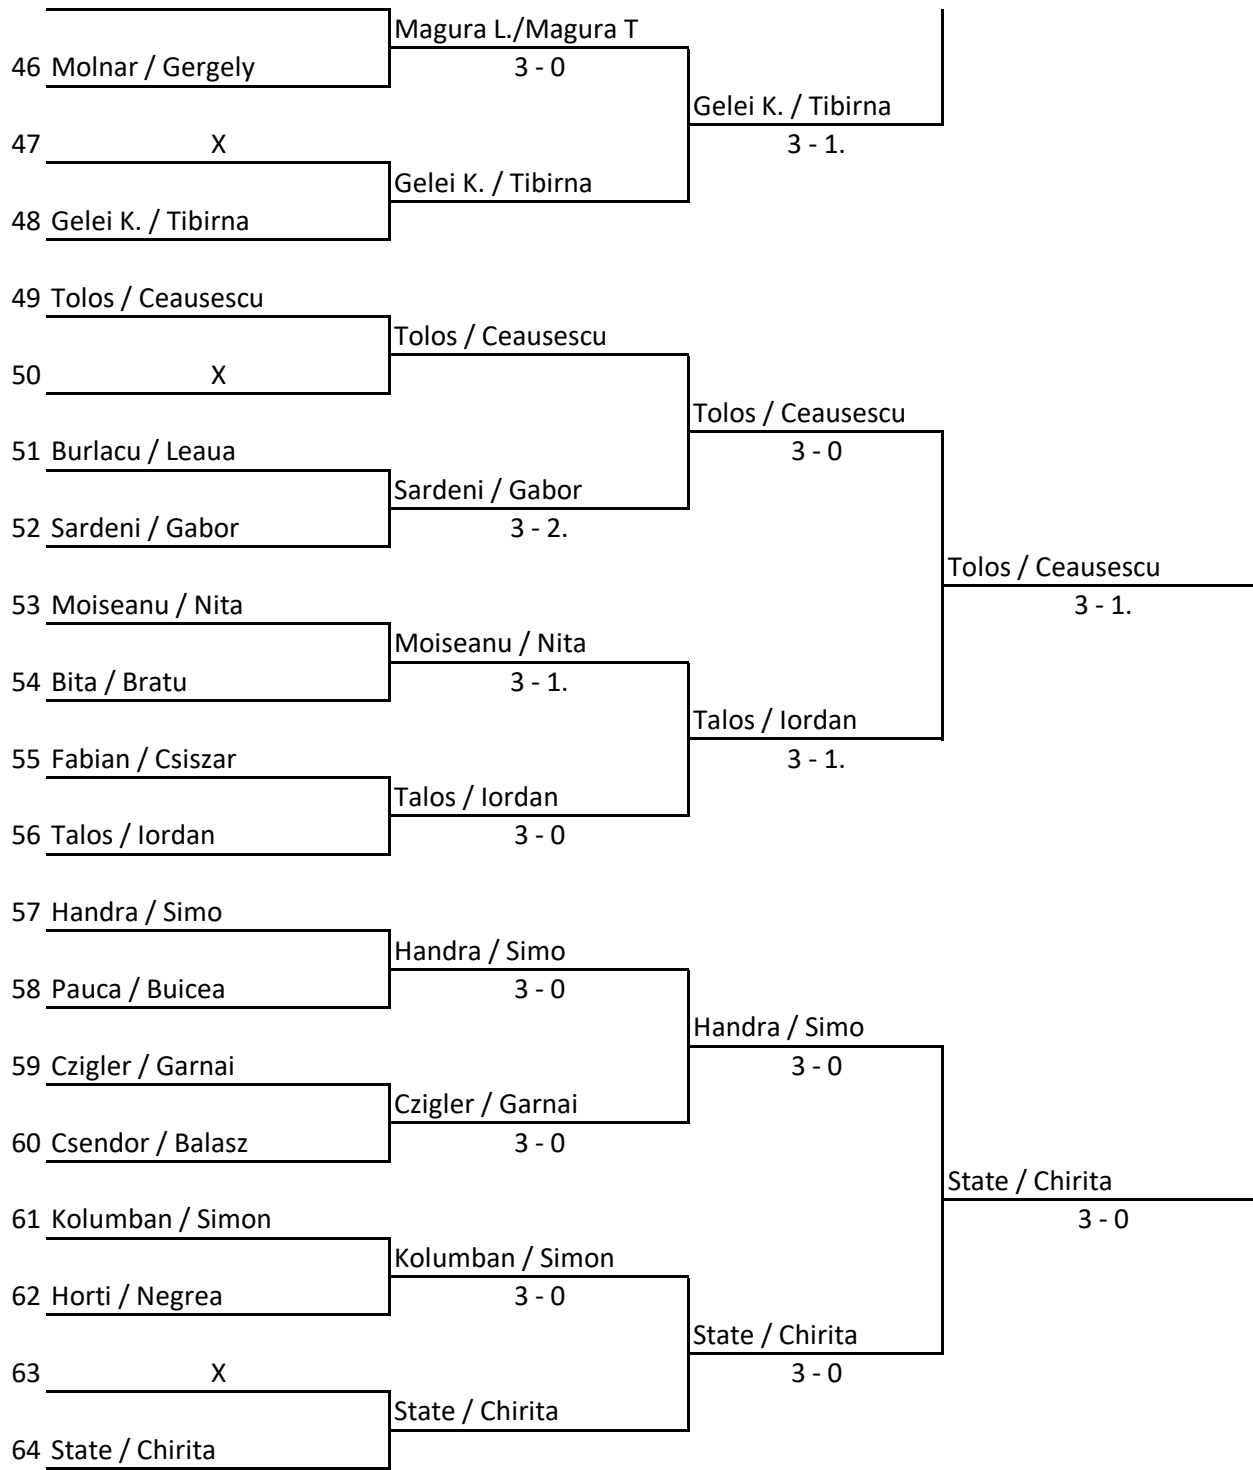 Magura L./Magura T
46 Molnar / Gergely
3 - 0
Gelei K. / Tibirna
47 X
3 - 1.
Gelei K. / Tibirna
48 Gelei K. / Tibirna
49 Tolos / Ceausescu
Tolos / Ceausescu
50 X
Tolos / Ceausescu
51 Burlacu / Leaua
3 - 0
Sardeni / Gabor
52 Sardeni / Gabor
3 - 2.
Tolos / Ceausescu
53 Moiseanu / Nita
3 - 1.
Moiseanu / Nita
54 Bita / Bratu
3 - 1.
Talos / Iordan
55 Fabian / Csiszar
3 - 1.
Talos / Iordan
56 Talos / Iordan
3 - 0
57 Handra / Simo
Handra / Simo
58 Pauca / Buicea
3 - 0
Handra / Simo
59 Czigler / Garnai
3 - 0
Czigler / Garnai
60 Csendor / Balasz
3 - 0
State / Chirita
61 Kolumban / Simon
3 - 0
Kolumban / Simon
62 Horti / Negrea
3 - 0
State / Chirita
63 X
3 - 0
State / Chirita
64 State / Chirita